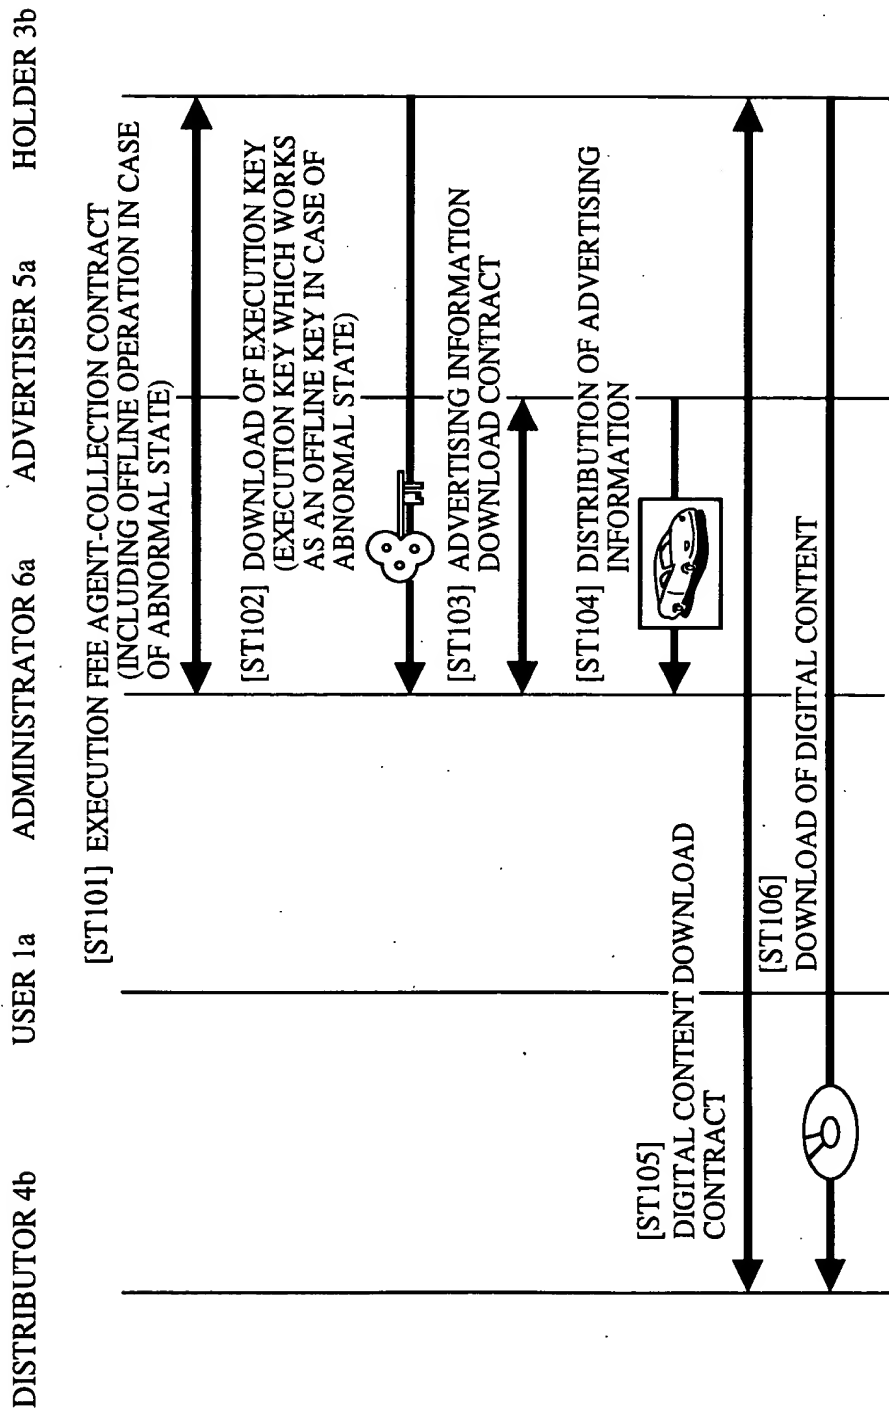 DISTRIBUTOR 4b
USER 1a
ADMINISTRATOR 6a
ADVERTISER 5a
HOLDER 3b
[ST101] EXECUTION FEE AGENT-COLLECTION CONTRACT
(INCLUDING OFFLINE OPERATION IN CASE
OF ABNORMAL STATE)
[ST102] DOWNLOAD OF EXECUTION KEY
(EXECUTION KEY WHICH WORKS
AS AN OFFLINE KEY IN CASE OF
ABNORMAL STATE)
[ST103] ADVERTISING INFORMATION
DOWNLOAD CONTRACT
[ST104] DISTRIBUTION OF ADVERTISING
INFORMATION
[ST105]
DIGITAL CONTENT DOWNLOAD
CONTRACT
[ST106]
DOWNLOAD OF DIGITAL CONTENT